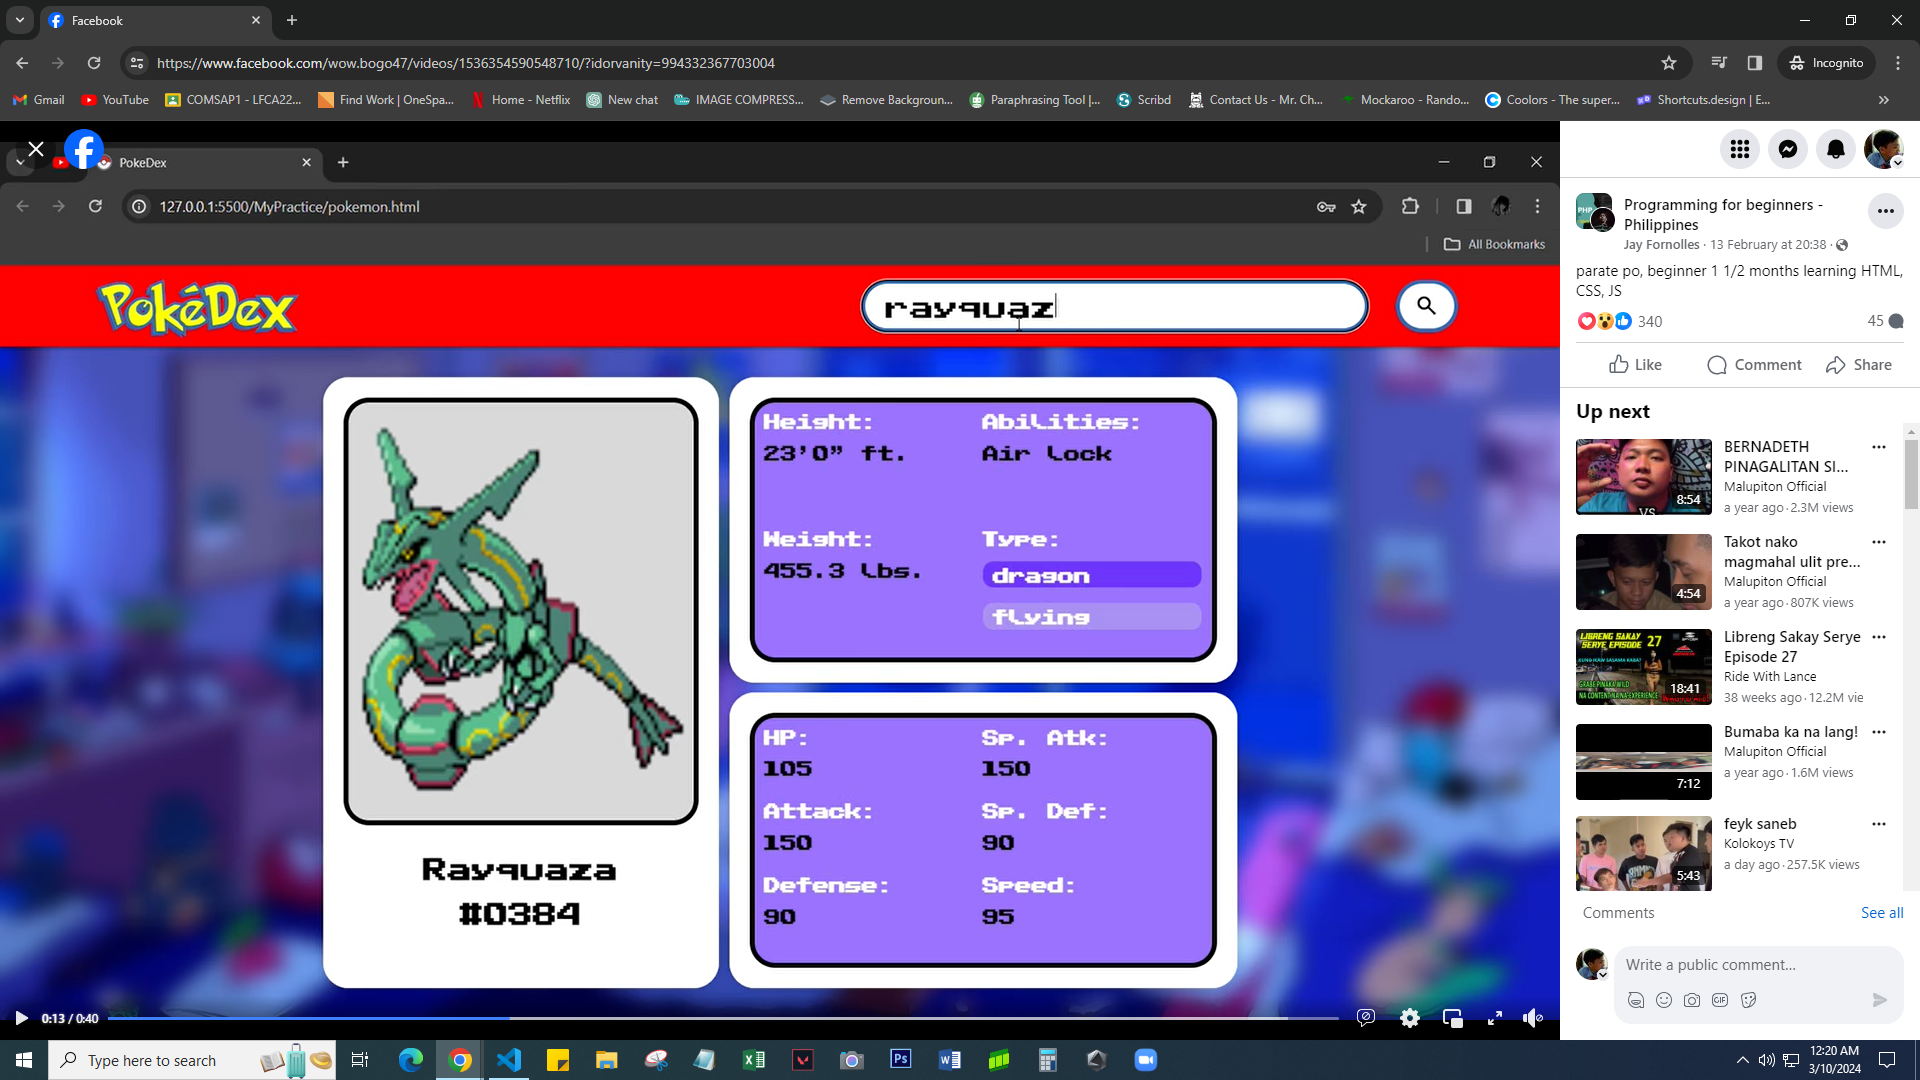 Facebook
https://www.facebook.com/wow.bogo47/videos/1536354590548710/?idorvanity=994332367703004
Incognito
Gmail
YouTube
COMSAP1 - LFCA22...
Find Work | OneSpa...
Home - Netflix
New chat
IMAGE COMPRESS...
Remove Backgroun...
Paraphrasing Tool |...
Scribd
Contact Us - Mr. Ch...
Mockaroo - Rando...
Coolors - The super...
Shortcuts.design | E...
PokeDex
127.0.0.1:5500/MyPractice/pokemon.html
All Bookmarks
PokéDex
rayquaz
Height:
23'0" ft.
Abilities:
Air Lock
Weight:
455.3 lbs.
Type:
dragon
flying
HP:
105
Sp. Atk:
150
Attack:
150
Sp. Def:
90
Defense:
90
Speed:
95
Rayquaza
#0384
0:13 / 0:40
PHP
Programming for beginners -
Philippines
Jay Fornolles · 13 February at 20:38 ·
parate po, beginner 1 1/2 months learning HTML,
CSS, JS
340
45
Like
Comment
Share
Up next
VS
8:54
BERNADETH
PINAGALITAN SI...
Malupiton Official
a year ago · 2.3M views
4:54
Takot nako
magmahal ulit pre...
Malupiton Official
a year ago · 807K views
LIBRENG SAKAY
SERYE EPISODE 27
18:41
Libreng Sakay Serye
Episode 27
Ride With Lance
38 weeks ago · 12.2M vie
7:12
Bumaba ka na lang!
Malupiton Official
a year ago · 1.6M views
5:43
feyk saneb
Kolokoys TV
a day ago · 257.5K views
Comments
See all
Write a public comment...
GIF
Type here to search
Ps
12:20 AM
3/10/2024